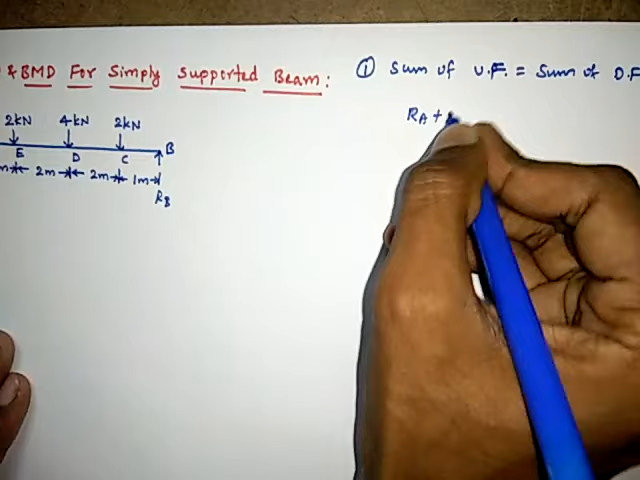 & BMD For Simply Supported Beam:
① Sum of U.F. = Sum of D.F
RA +
2kN 4kN 2kN
B
E D C
m 2m 2m 1m
RB